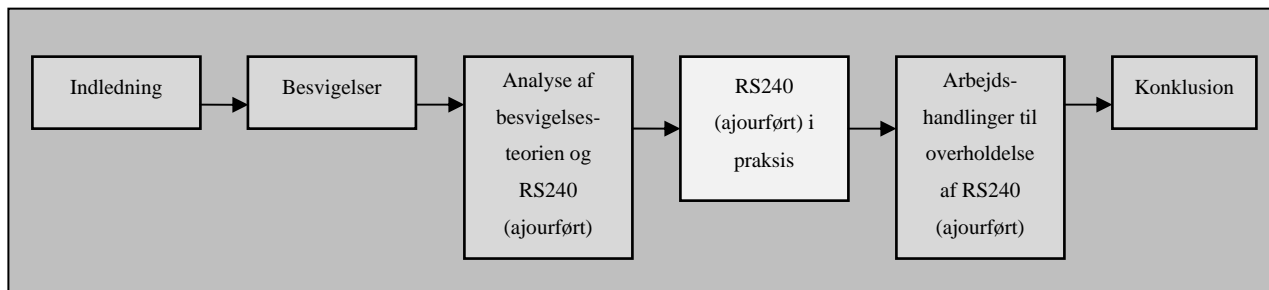 Indledning
Besvigelser
Analyse af
besvigelses-
teorien og
RS240
(ajourført)
RS240
(ajourført) i
praksis
Arbejds-
handlinger til
overholdelse
af RS240
(ajourført)
Konklusion